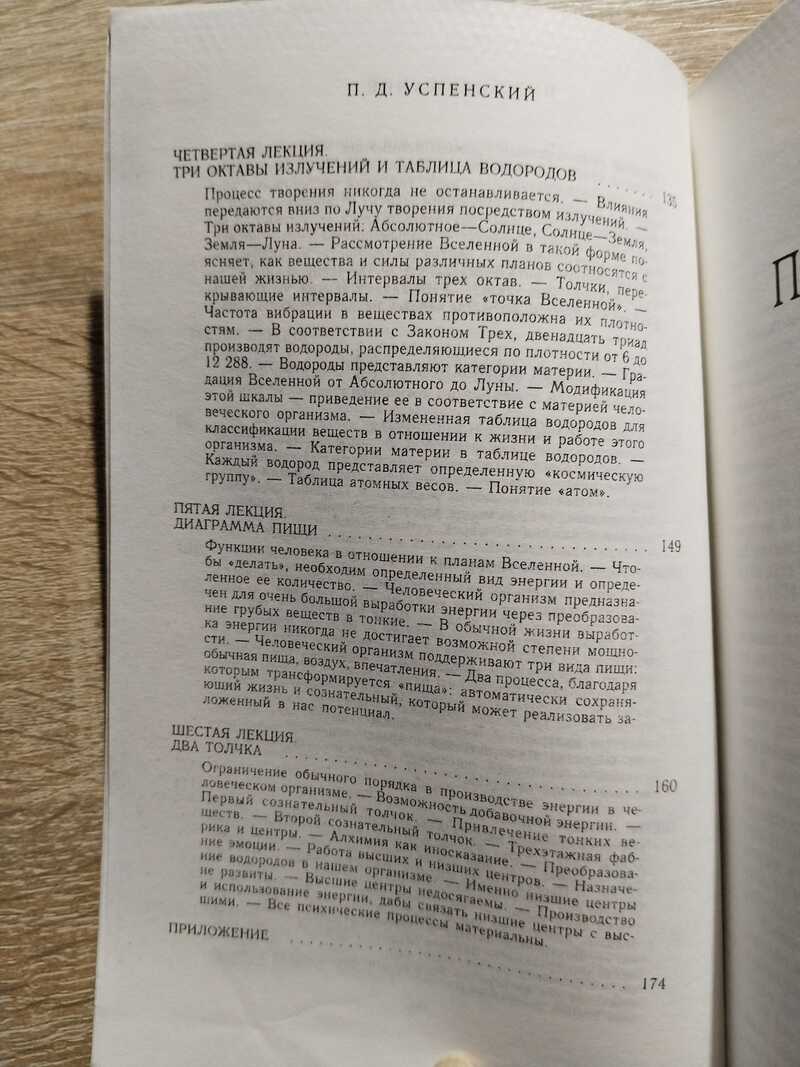 П. Д. УСПЕНСКИЙ
ЧЕТВЕРТАЯ ЛЕКЦИЯ.
ТРИ ОКТАВЫ ИЗЛУЧЕНИЙ И ТАБЛИЦА ВОДОРОДОВ ......
Процесс творения никогда не останавливается. — Влияния
передаются вниз по Лучу творения посредством излучений. —
Три октавы излучений: Абсолютное—Солнце, Солнце—Земля,
Земля—Луна. — Рассмотрение Вселенной в такой форме по-
ясняет, как вещества и силы различных планов соотносятся с
нашей жизнью. — Интервалы трех октав. — Толчки, пере-
крывающие интервалы. — Понятие «точка Вселенной». —
Частота вибрации в веществах противоположна их плотно-
стям. — В соответствии с Законом Трех, двенадцать триад
производят водороды, распределяющиеся по плотности от 6 до
12 288. — Водороды представляют категории материи. — Гра-
дация Вселенной от Абсолютного до Луны. — Модификация
этой шкалы — приведение ее в соответствие с материей чело-
веческого организма. — Измененная таблица водородов для
классификации веществ в отношении к жизни и работе этого
организма. — Категории материи в таблице водородов. —
Каждый водород представляет определенную «космическую
группу». — Таблица атомных весов. — Понятие «атом».
ПЯТАЯ ЛЕКЦИЯ.
ДИАГРАММА ПИЩИ ........................... 149
Функции человека в отношении к планам Вселенной. — Что-
бы «делать», необходим определенный вид энергии и опреде-
ленное ее количество. — Человеческий организм предназна-
чен для очень большой выработки энергии через преобразова-
ние грубых веществ в тонкие. — В обычной жизни выработ-
ка энергии никогда не достигает возможной степени мощно-
сти. — Человеческий организм поддерживают три вида пищи:
обычная пища, воздух, впечатления. — Два процесса, благодаря
которым трансформируется «пища»: автоматически сохраня-
ющий жизнь и сознательный, который может реализовать за-
ложенный в нас потенциал.
ШЕСТАЯ ЛЕКЦИЯ.
ДВА ТОЛЧКА ........................... 160
Ограничение обычного порядка в производстве энергии в че-
ловеческом организме. — Возможность добавочной энергии. —
Первый сознательный толчок. — Привлечение тонких ве-
ществ. — Второй сознательный толчок. — Трехэтажная фаб-
рика и центры. — Алхимия как иносказание. — Преобразова-
ние эмоции. — Работа высших и низших центров. — Назначе-
ние водородов в нашем организме. — Именно низшие центры
не развиты. — Высшие центры недосягаемы. — Производство
и использование энергии, дабы связать низшие центры с выс-
шими. — Все психические процессы материальны.
ПРИЛОЖЕНИЕ ........................... 174
П